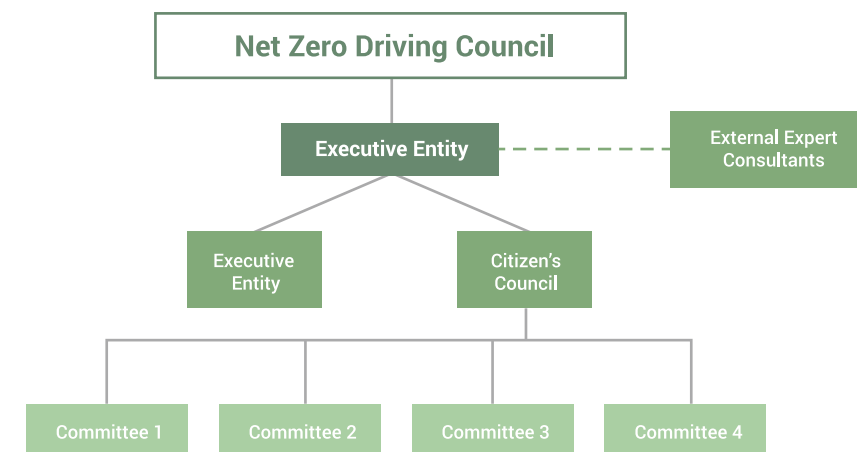 Net Zero Driving Council
Executive Entity
External Expert
Consultants
Executive
Entity
Citizen’s
Council
Committee 1
Committee 2
Committee 3
Committee 4